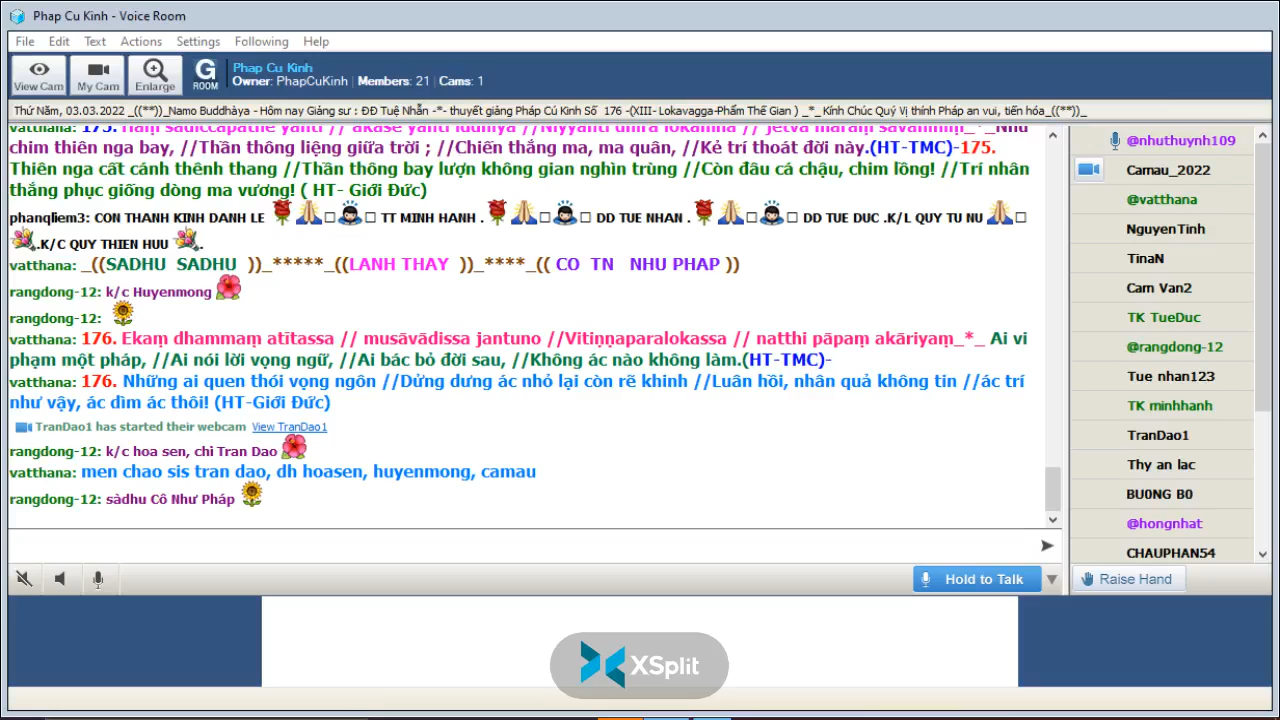 Phap Cu Kinh - Voice Room
File Edit Text Actions Settings Following Help
View Cam My Cam Enlarge G ROOM
Phap Cu Kinh
Owner: PhapCuKinh | Members: 21 | Cams: 1
Thứ Năm, 03.03.2022 _((**))_Namo Buddhàya - Hôm nay Giảng sư : ĐĐ Tuệ Nhẫn -*- thuyết giảng Pháp Cú Kinh Số 176 -(XIII- Lokavagga-Phẩm Thế Gian ) _*_ Kính Chúc Quý Vị thính Pháp an vui, tiến hóa_((**))_
vatthana: 175.
chim thiên nga bay, //Thần thông liệng giữa trời ; //Chiến thắng ma, ma quân, //Kẻ trí thoát đời này.(HT-TMC)-175.
Thiên nga cất cánh thênh thang //Thần thông bay lượn không gian nghìn trùng //Còn đâu cá chậu, chim lồng! //Trí nhân
thắng phục giống dòng ma vương! ( HT- Giới Đức)
phanqliem3: CON THANH KINH DANH LE TT MINH HANH . DD TUE NHAN . DD TUE DUC .K/L QUY TU NU
.K/C QUY THIEN HUU .
vatthana: _((SADHU SADHU ))_*****_((LANH THAY ))_****_(( CO TN NHU PHAP ))
rangdong-12: k/c Huyenmong
rangdong-12:
vatthana: 176. Ekaṃ dhammaṃ atītassa // musāvādissa jantuno //Vitiṇṇaparalokassa // natthi pāpaṃ akāriyaṃ_*_ Ai vi
phạm một pháp, //Ai nói lời vọng ngữ, //Ai bác bỏ đời sau, //Không ác nào không làm.(HT-TMC)-
vatthana: 176. Những ai quen thói vọng ngôn //Dửng dưng ác nhỏ lại còn rẽ khinh //Luân hồi, nhân quả không tin //ác trí
như vậy, ác dìm ác thôi! (HT-Giới Đức)
TranDao1 has started their webcam View TranDao1
rangdong-12: k/c hoa sen, chi Tran Dao
vatthana: men chao sis tran dao, dh hoasen, huyenmong, camau
rangdong-12: sàdhu Cô Như Pháp
@nhuthuynh109
Camau_2022
@vatthana
NguyenTinh
TinaN
Cam Van2
TK TueDuc
@rangdong-12
Tue nhan123
TK minhhanh
TranDao1
Thy an lac
BU0NG B0
@hongnhat
CHAUPHAN54
Hold to Talk
Raise Hand
XSplit